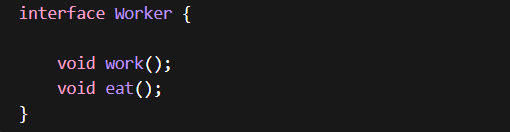 interface Worker {
    void work();
    void eat();
}